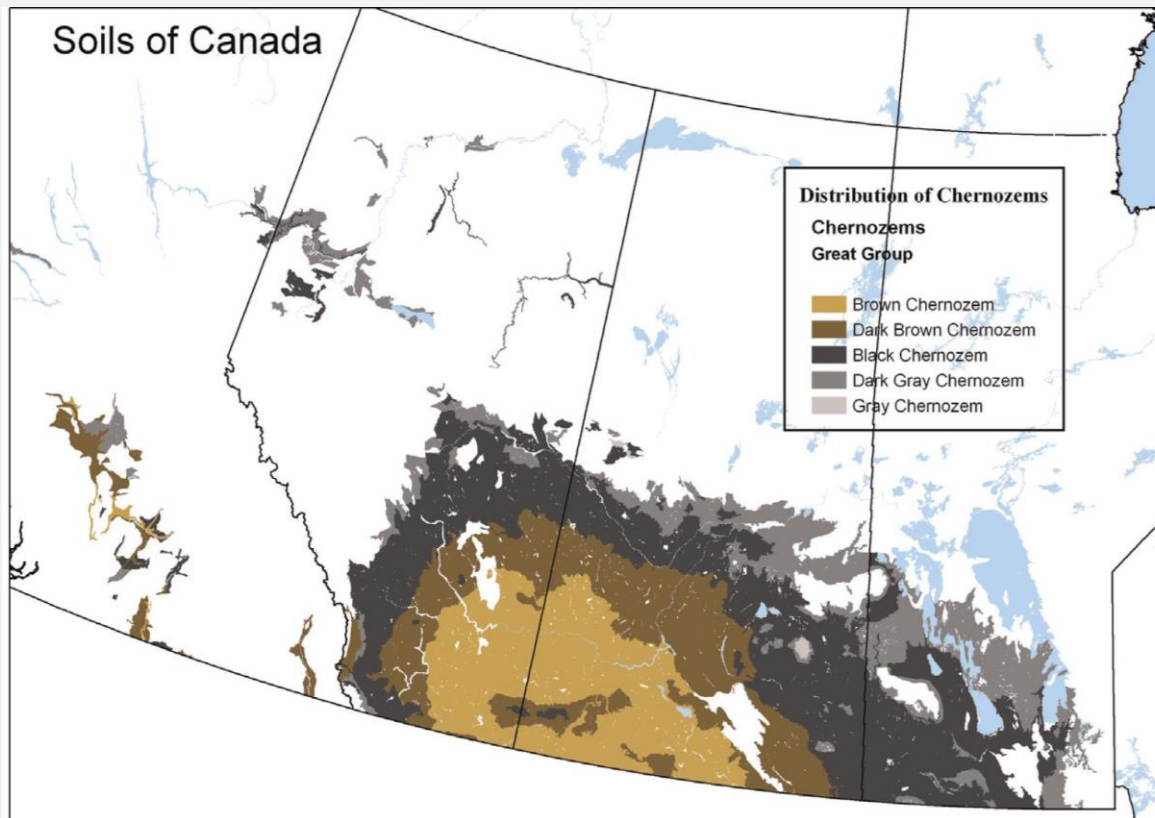 Soils of Canada
Distribution of Chernozems
Chernozems
Great Group
Brown Chernozem
Dark Brown Chernozem
Black Chernozem
Dark Gray Chernozem
Gray Chernozem